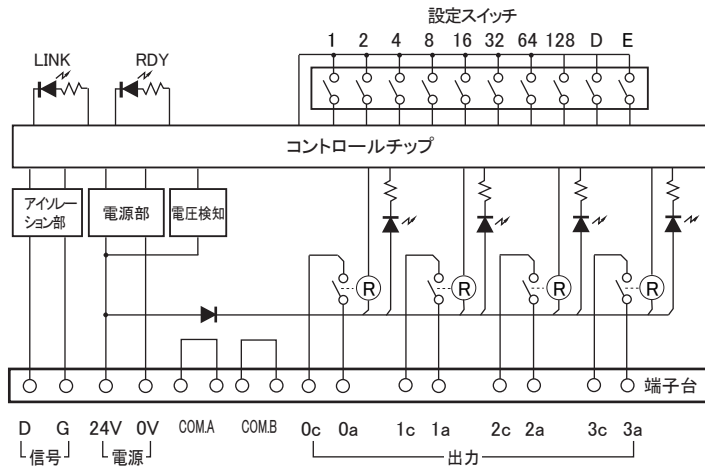 設定スイッチ
1 2 4 8 16 32 64 128 D E
LINK RDY
コントロールチップ
アイソレー
ション部
電源部
電圧検知
R R R R
端子台
D G 24V 0V COM.A COM.B 0c 0a 1c 1a 2c 2a 3c 3a
信号 電源 出力